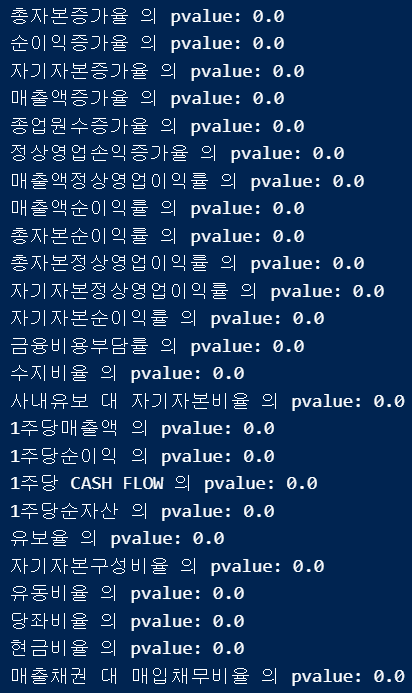 총자본증가율 의 pvalue: 0.0
순이익증가율 의 pvalue: 0.0
자기자본증가율 의 pvalue: 0.0
매출액증가율 의 pvalue: 0.0
종업원수증가율 의 pvalue: 0.0
정상영업손익증가율 의 pvalue: 0.0
매출액정상영업이익률 의 pvalue: 0.0
매출액순이익률 의 pvalue: 0.0
총자본순이익률 의 pvalue: 0.0
총자본정상영업이익률 의 pvalue: 0.0
자기자본정상영업이익률 의 pvalue: 0.0
자기자본순이익률 의 pvalue: 0.0
금융비용부담률 의 pvalue: 0.0
수지비율 의 pvalue: 0.0
사내유보 대 자기자본비율 의 pvalue: 0.0
1주당매출액 의 pvalue: 0.0
1주당순이익 의 pvalue: 0.0
1주당 CASH FLOW 의 pvalue: 0.0
1주당순자산 의 pvalue: 0.0
유보율 의 pvalue: 0.0
자기자본구성비율 의 pvalue: 0.0
유동비율 의 pvalue: 0.0
당좌비율 의 pvalue: 0.0
현금비율 의 pvalue: 0.0
매출채권 대 매입채무비율 의 pvalue: 0.0